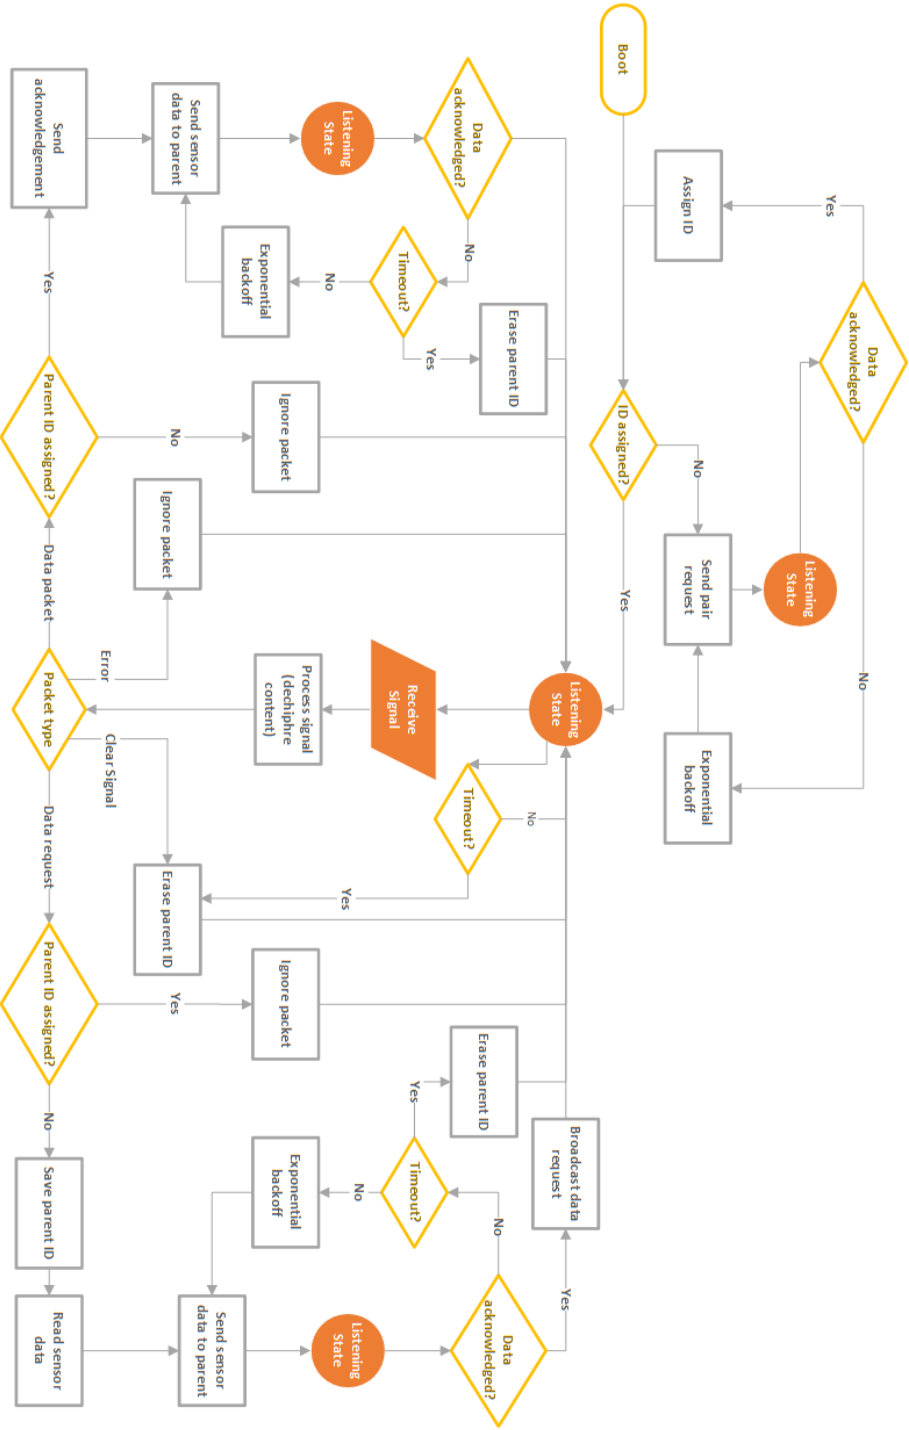 Data
acknowledged?
No
Yes
Listening
State
Assign ID
No
Send pair
request
Exponential
backoff
Boot
ID assigned?
Yes
Listening
State
Broadcast data
request
Yes
No
Erase parent ID
Data
acknowledged?
No
Timeout?
Erase parent ID
No
Data
acknowledged?
Yes
Timeout?
Receive
Signal
Yes
Timeout?
Listening
State
No
Yes
No
Listening
State
Exponential
backoff
Ignore packet
Process signal
(dechiphre
content)
Ignore packet
Exponential
backoff
Send sensor
data to parent
No
Ignore packet
Erase parent ID
Yes
Send sensor
data to parent
Error
Clear Signal
Send
acknowledgement
Yes
Parent ID assigned?
Data packet
Packet type
Data request
Parent ID assigned?
No
Save parent ID
Read sensor
data